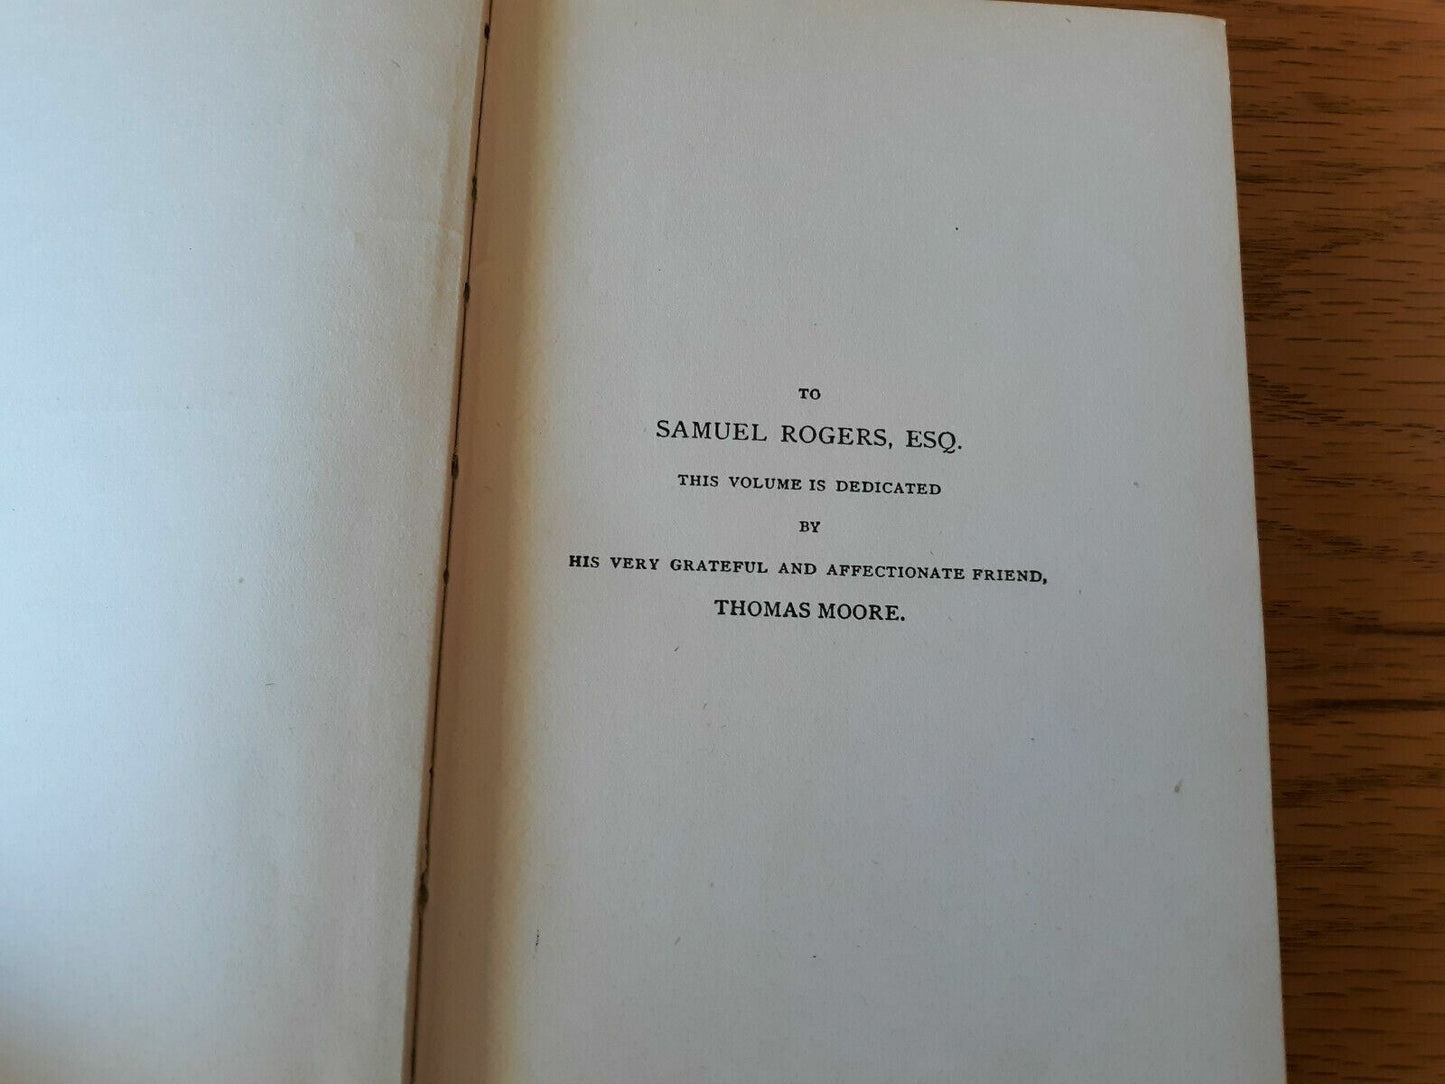 TO
SAMUEL ROGERS, ESQ.
THIS VOLUME IS DEDICATED
BY
HIS VERY GRATEFUL AND AFFECTIONATE FRIEND,
THOMAS MOORE.